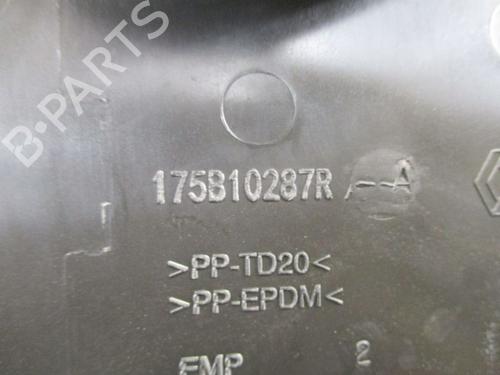 B-PARTS
175B10287R --A
>PP-TD20<
>PP-EPDM<
EMP 2